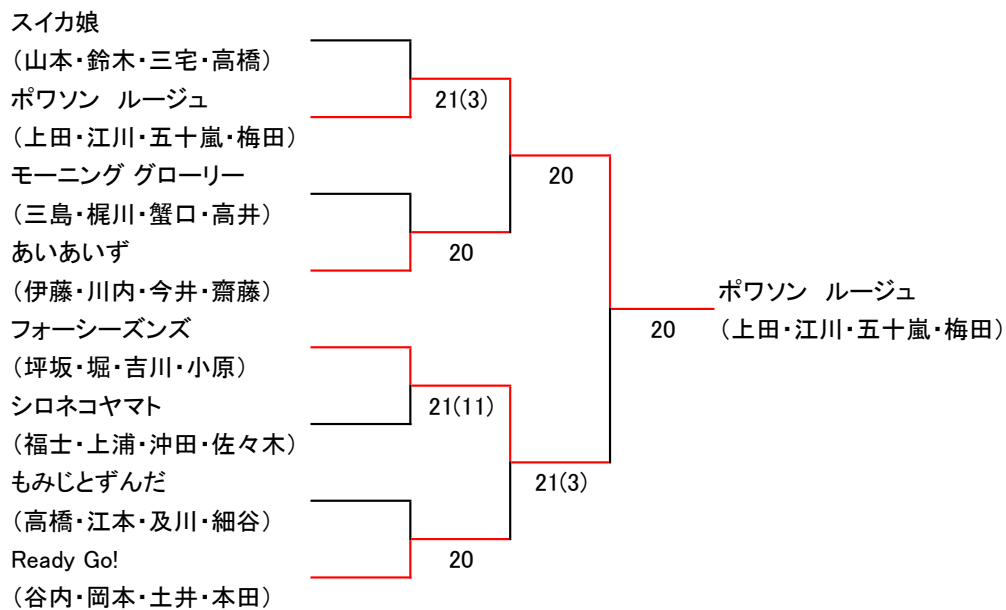 スイカ娘
（山本・鈴木・三宅・高橋）
ポワソン　ルージュ
（上田・江川・五十嵐・梅田）
モーニング グローリー
（三島・梶川・蟹口・高井）
あいあいず
（伊藤・川内・今井・齋藤）
フォーシーズンズ
（坪坂・堀・吉川・小原）
シロネコヤマト
（福士・上浦・沖田・佐々木）
もみじとずんだ
（高橋・江本・及川・細谷）
Ready Go!
（谷内・岡本・土井・本田）
21(3)
20
21(11)
20
20
21(3)
20
ポワソン　ルージュ
（上田・江川・五十嵐・梅田）